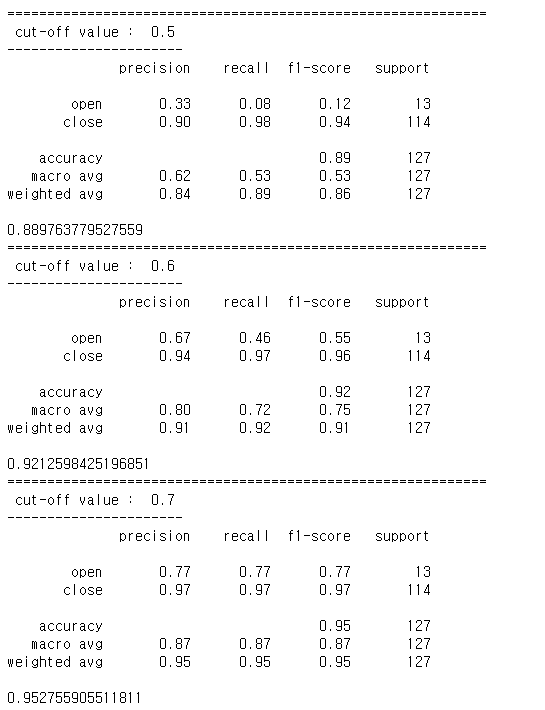 ============================================================
cut-off value :  0.5
----------------------
precision    recall  f1-score   support
open       0.33      0.08      0.12        13
close       0.90      0.98      0.94       114
accuracy                           0.89       127
macro avg       0.62      0.53      0.53       127
weighted avg       0.84      0.89      0.86       127
0.889763779527559
============================================================
cut-off value :  0.6
----------------------
precision    recall  f1-score   support
open       0.67      0.46      0.55        13
close       0.94      0.97      0.96       114
accuracy                           0.92       127
macro avg       0.80      0.72      0.75       127
weighted avg       0.91      0.92      0.91       127
0.9212598425196851
============================================================
cut-off value :  0.7
----------------------
precision    recall  f1-score   support
open       0.77      0.77      0.77        13
close       0.97      0.97      0.97       114
accuracy                           0.95       127
macro avg       0.87      0.87      0.87       127
weighted avg       0.95      0.95      0.95       127
0.952755905511811